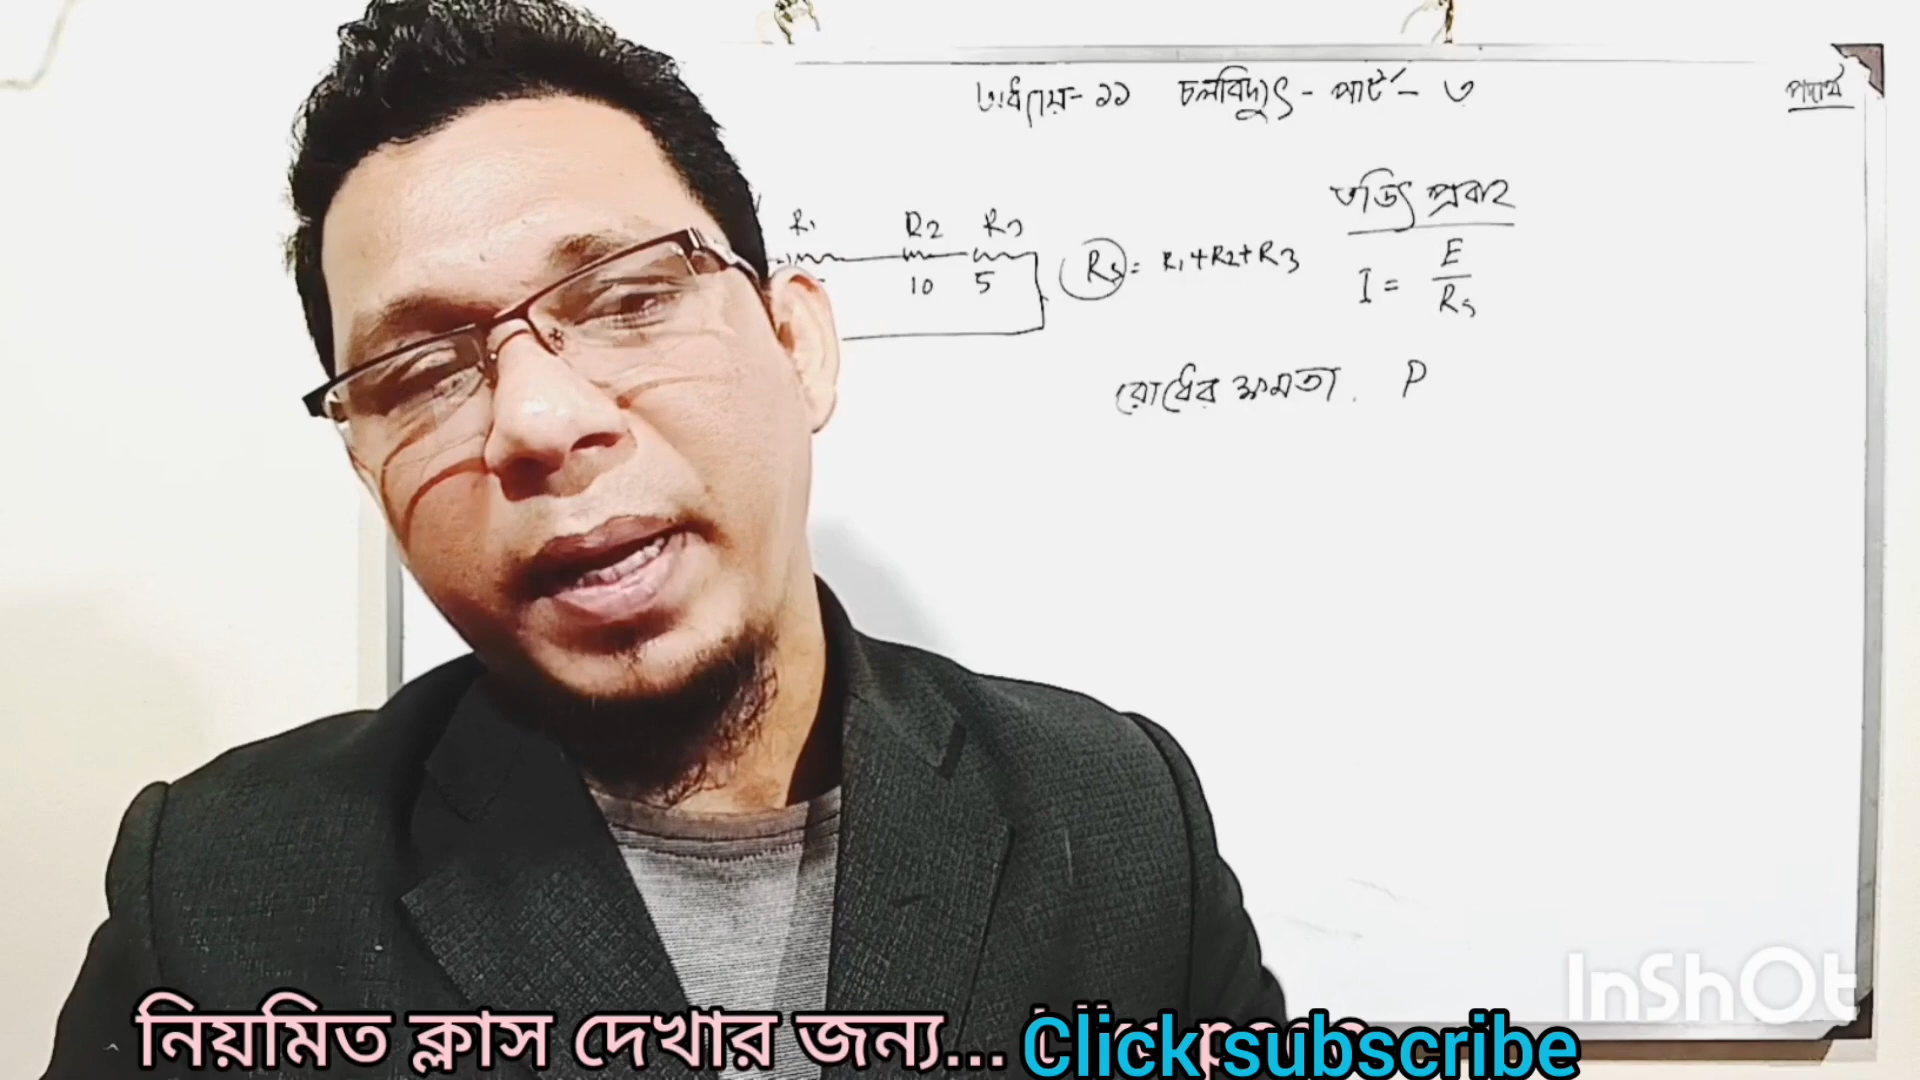 অধ্যায়- ১১ চলবিদ্যুৎ - পার্ট - ৩
পদার্থ
তড়িৎ প্রবাহ
R1 R2 R3
10 5
Rs = R1+R2+R3
I = E/Rs
রোধের ক্ষমতা. P
নিয়মিত ক্লাস দেখার জন্য... Click subscribe
InShOt